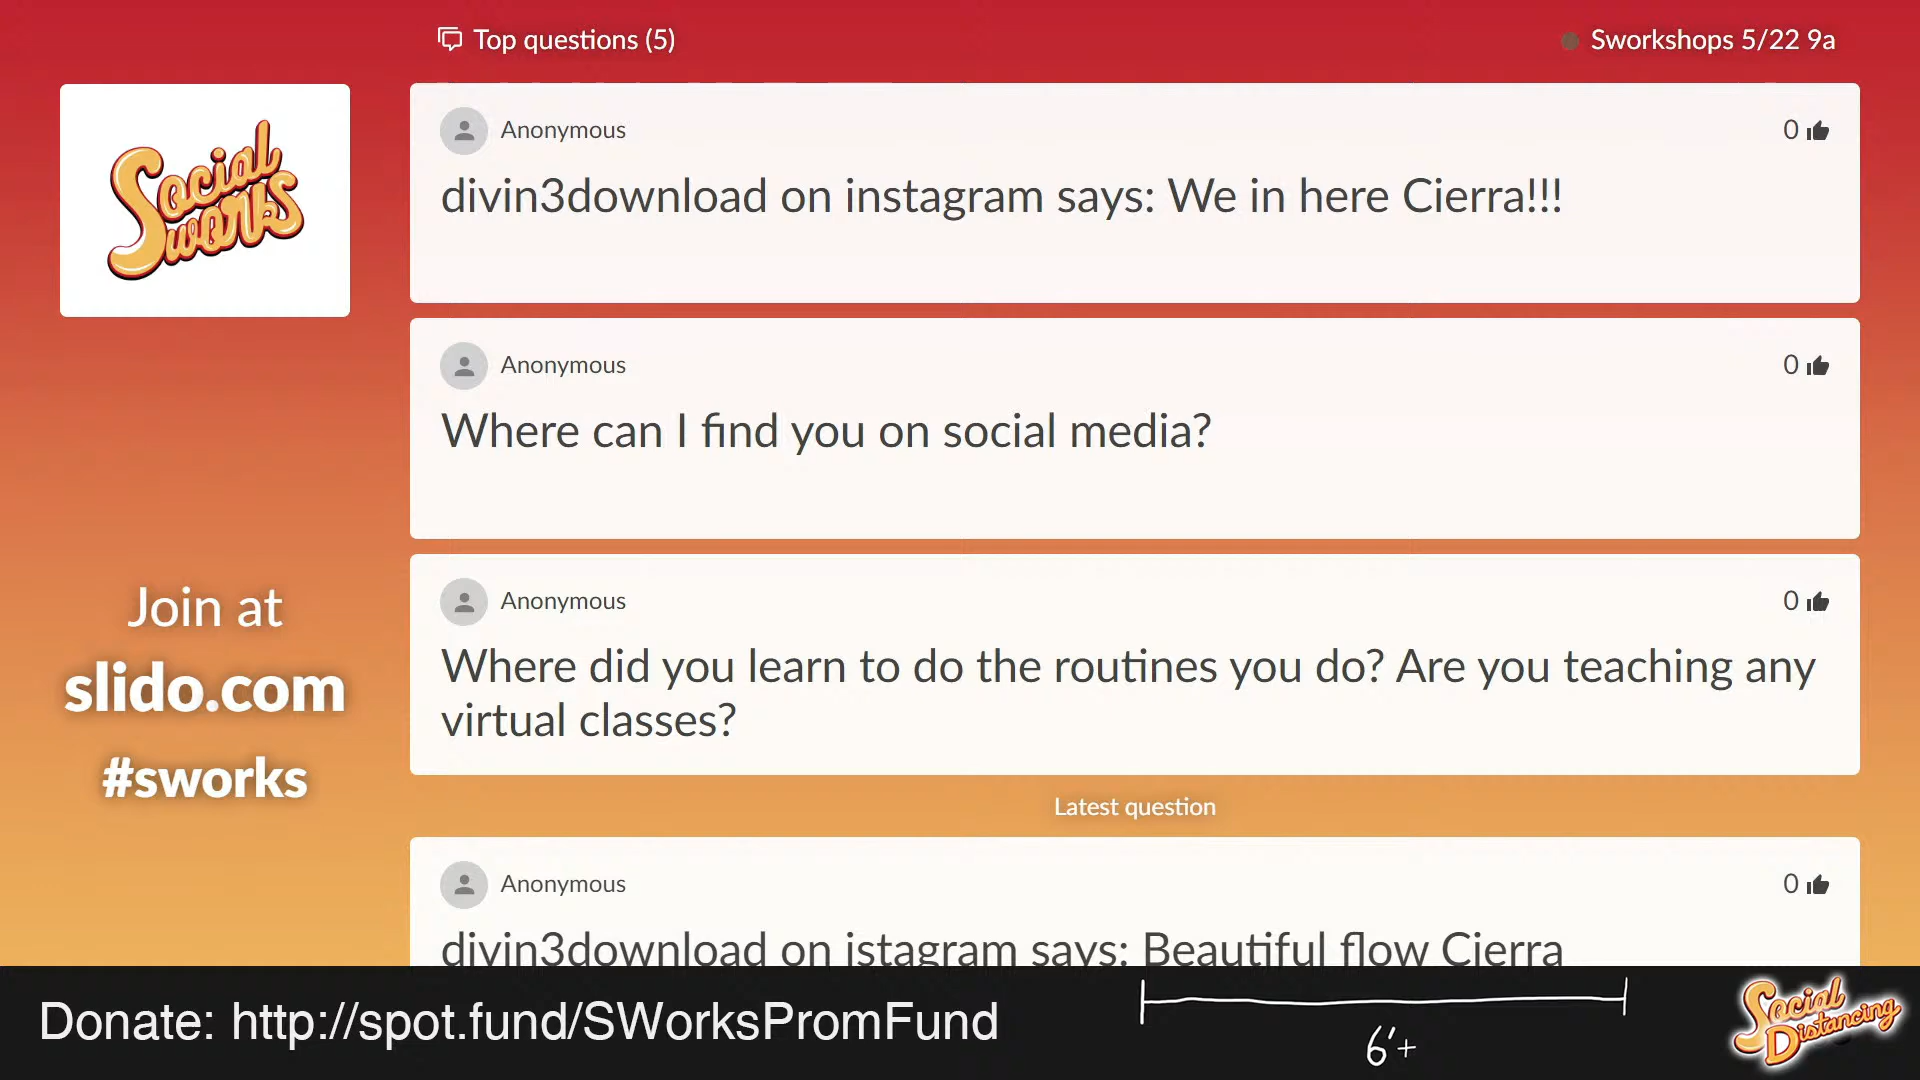 Top questions (5)
Sworkshops 5/22 9a
Social
works
Anonymous
0
divin3download on instagram says: We in here Cierra!!!
Anonymous
0
Where can I find you on social media?
Anonymous
0
Where did you learn to do the routines you do? Are you teaching any
virtual classes?
Join at
slido.com
#sworks
Latest question
Anonymous
0
divin3download on istagram says: Beautiful flow Cierra
Donate: http://spot.fund/SWorksPromFund
6'+
Social
Distancing